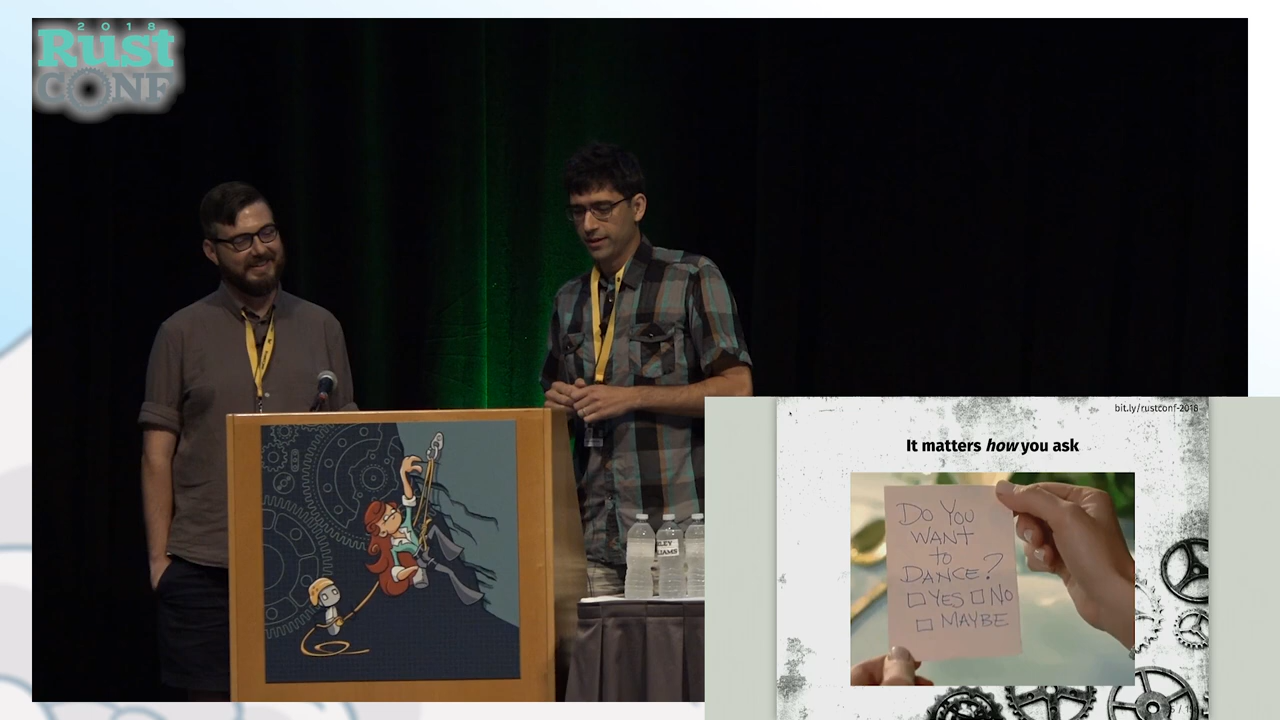 2018
Rust
CONF
bit.ly/rustconf-2018
It matters how you ask
DO YOU
WANT
to
DANCE?
YES NO
MAYBE